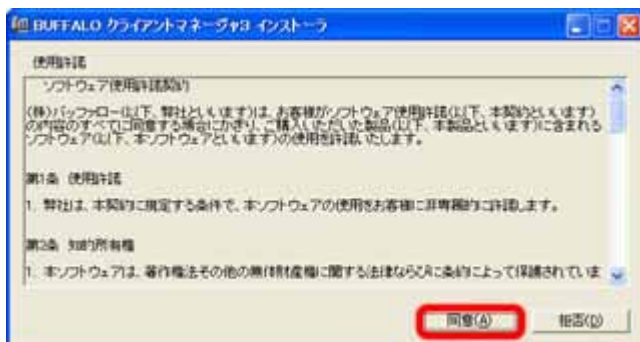 BUFFALO クライアントマネージャ3 インストーラ
使用許諾
ソフトウェア使用許諾契約
(株)バッファロー(以下、弊社といいます)は、お客様がソフトウェア使用許諾(以下、本契約といいます)
の内容のすべてに同意する場合にかぎり、ご購入いただいた製品(以下、本製品といいます)に含まれる
ソフトウェア(以下、本ソフトウェアといいます)の使用を許諾いたします。
第1条 使用許諾
1. 弊社は、本契約に規定する条件で、本ソフトウェアの使用をお客様に非専属的に許諾します。
第2条 知的所有権
1. 本ソフトウェアは、著作権法その他の無体財産権に関する法律ならびに条約によって保護されていま
同意(A)
拒否(D)